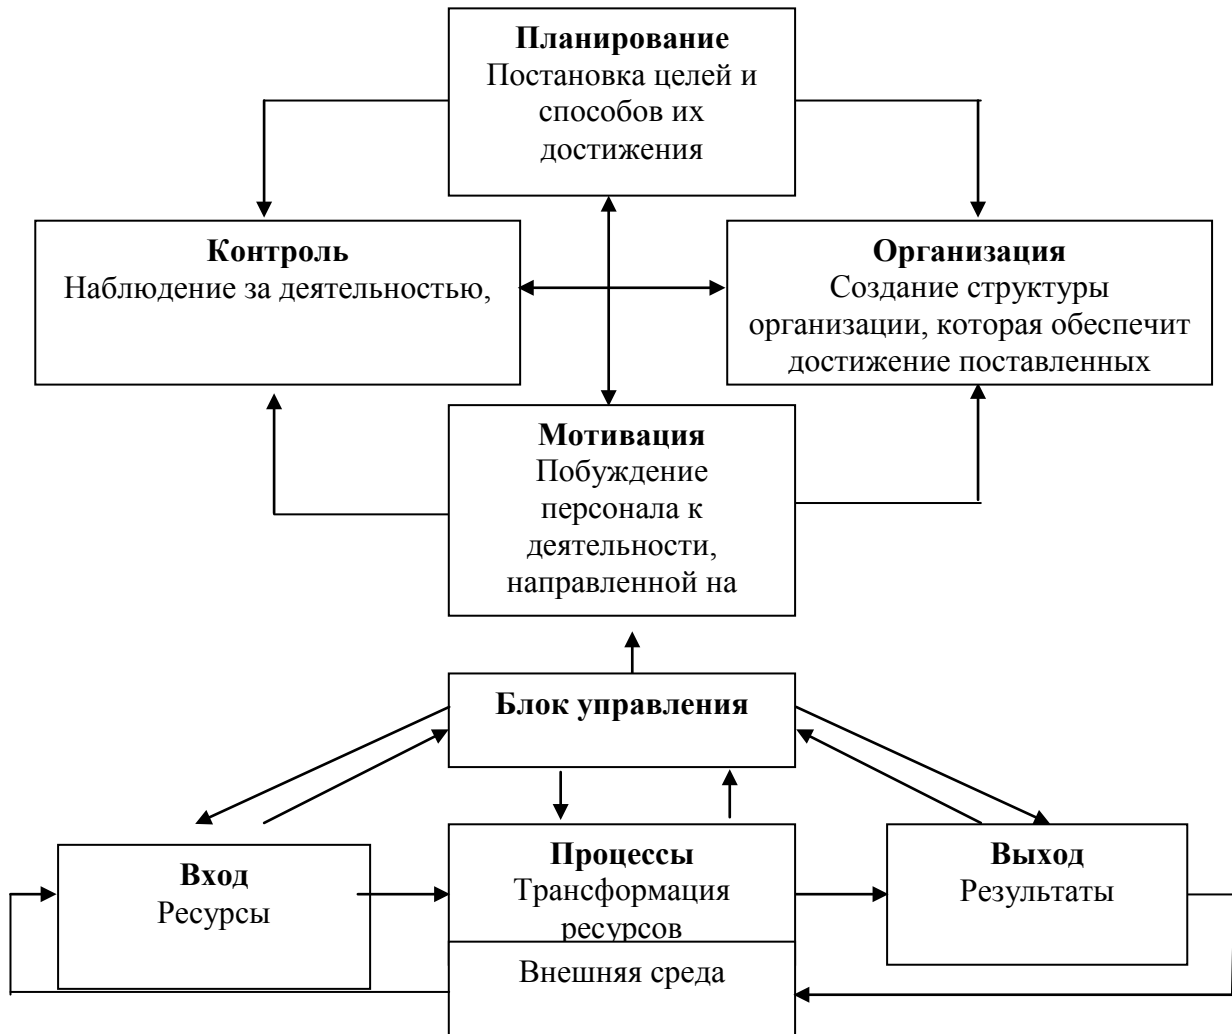 Планирование
Постановка целей и
способов их
достижения
Контроль
Наблюдение за деятельностью,
Организация
Создание структуры
организации, которая обеспечит
достижение поставленных
Мотивация
Побуждение
персонала к
деятельности,
направленной на
Блок управления
Вход
Ресурсы
Процессы
Трансформация
ресурсов
Выход
Результаты
Внешняя среда